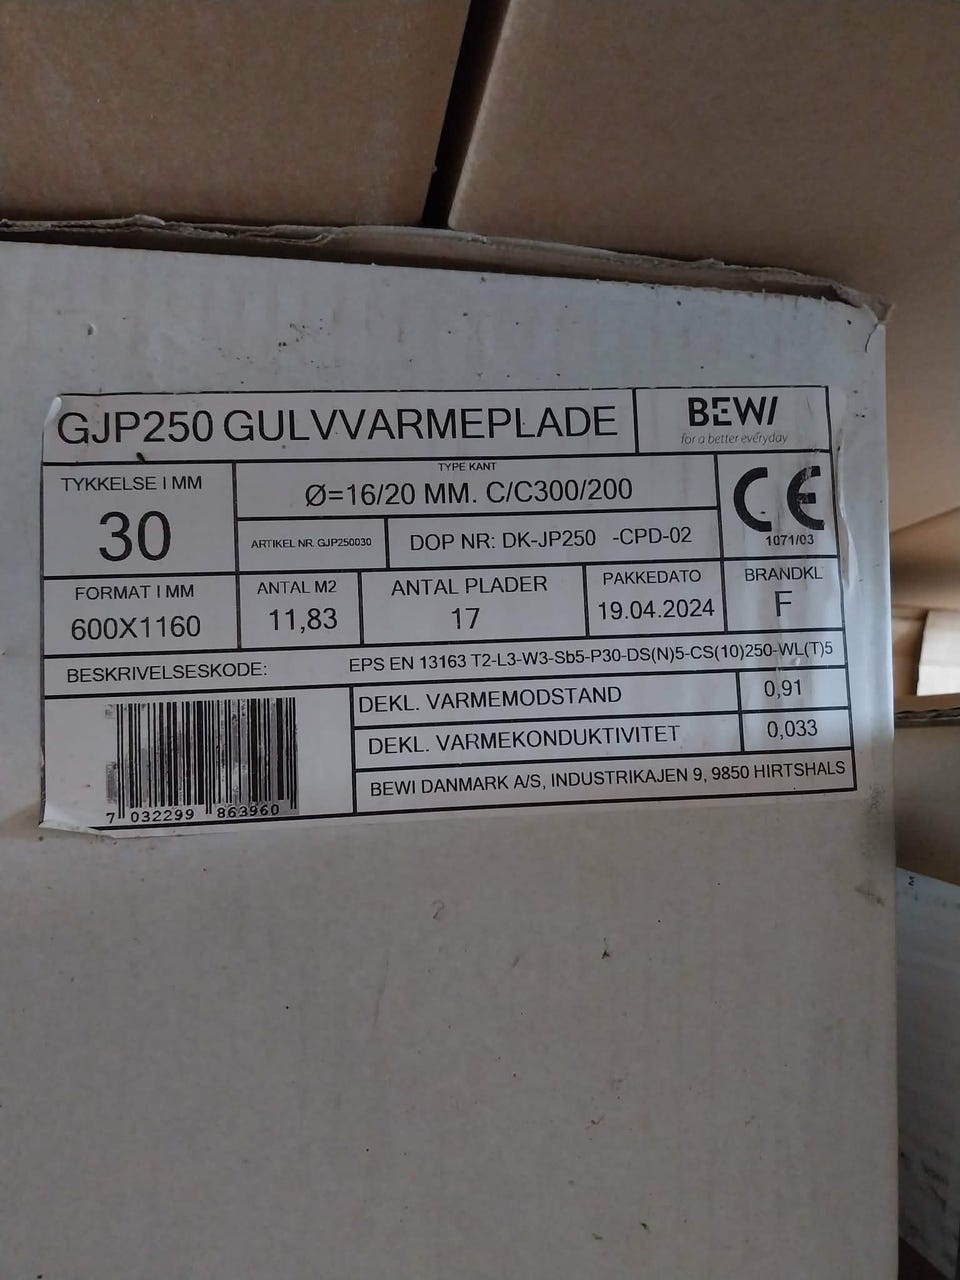 GJP250 GULVVARMEPLADE
BEWI
for a better everyday
TYKKELSE I MM
30
TYPE KANT
Ø=16/20 MM. C/C300/200
ARTIKEL NR. GJP250030
DOP NR: DK-JP250 -CPD-02
CE
1071/03
FORMAT I MM
600X1160
ANTAL M2
11,83
ANTAL PLADER
17
PAKKEDATO
19.04.2024
BRANDKL
F
BESKRIVELSESKODE: EPS EN 13163 T2-L3-W3-Sb5-P30-DS(N)5-CS(10)250-WL(T)5
DEKL. VARMEMODSTAND 0,91
DEKL. VARMEKONDUKTIVITET 0,033
BEWI DANMARK A/S, INDUSTRIKAJEN 9, 9850 HIRTSHALS
7 032299 863960